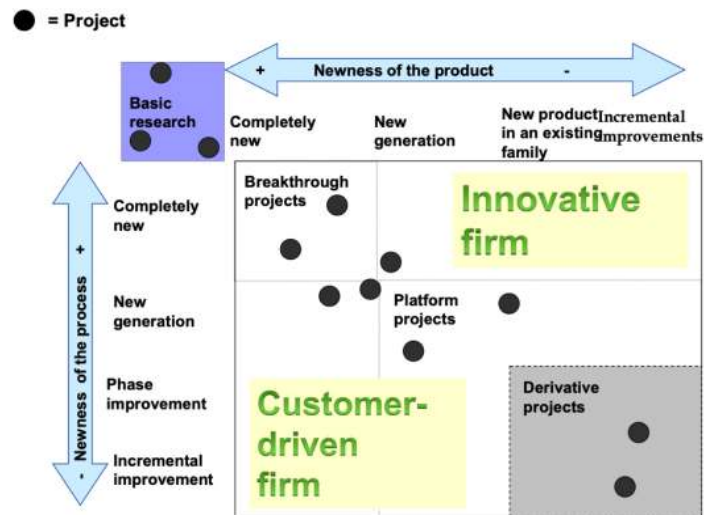 = Project
+ Newness of the product -
Basic
research
Completely
new
New
generation
New product
in an existing
family
Incremental
improvements
Newness of the process
+
-
Completely
new
New
generation
Phase
improvement
Incremental
improvement
Breakthrough
projects
Innovative
firm
Platform
projects
Customer-
driven
firm
Derivative
projects